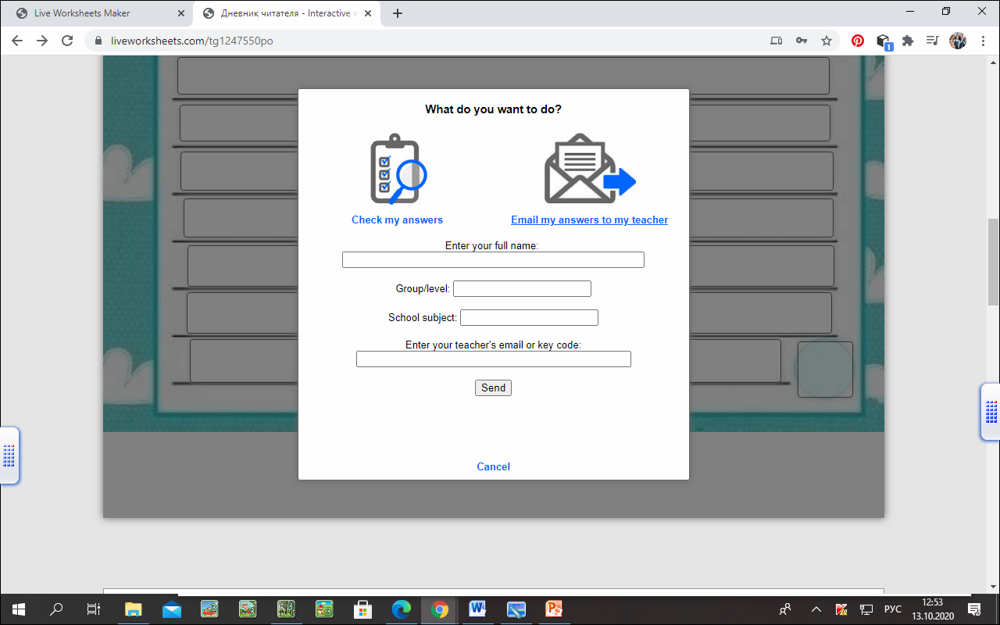 Live Worksheets Maker
Дневник читателя - Interactive w
liveworksheets.com/tg1247550po
1
What do you want to do?
Check my answers
Email my answers to my teacher
Enter your full name:
Group/level:
School subject:
Enter your teacher's email or key code:
Send
Cancel
РУС
12:53
13.10.2020